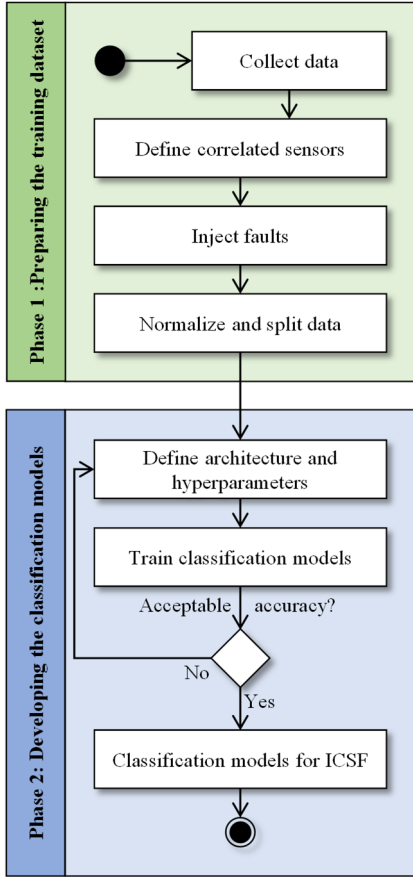 Phase 1 :Preparing the training dataset
Collect data
Define correlated sensors
Inject faults
Normalize and split data
Phase 2: Developing the classification models
Define architecture and
hyperparameters
Train classification models
Acceptable accuracy?
No
Yes
Classification models for ICSF